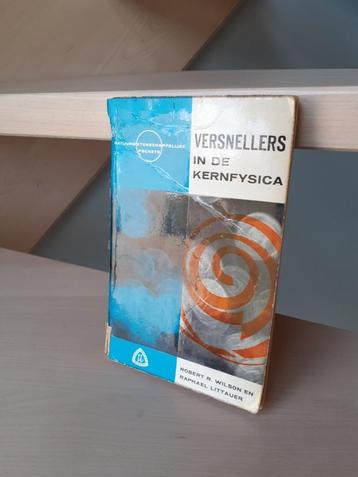 NATUURWETENSCHAPPELIJKE
POCKETS
VERSNELLERS
IN DE
KERNFYSICA
ROBERT R. WILSON EN
RAPHAEL LITTAUER